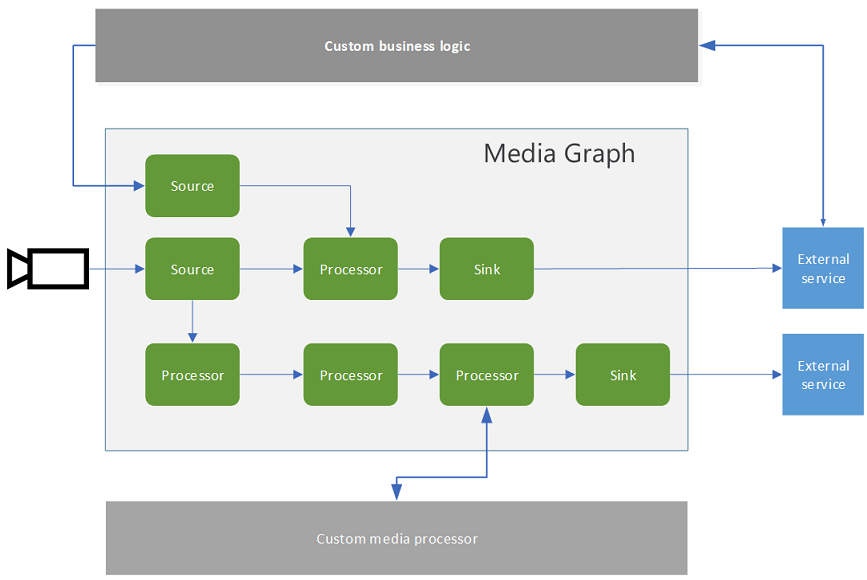 Custom business logic
Media Graph
Source
Source
Processor
Sink
External
service
Processor
Processor
Processor
Sink
External
service
Custom media processor